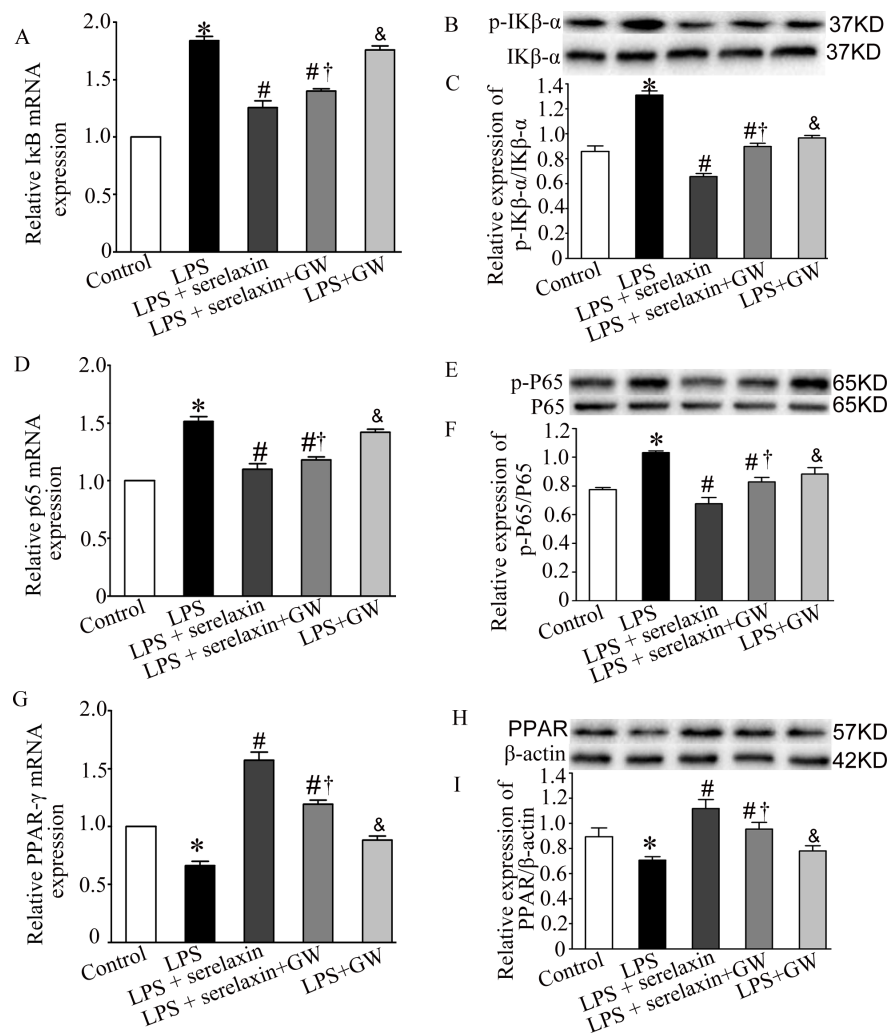 A
Relative IκB mRNA
expression
2.0
1.5
1.0
0.5
0
*
#
#†
&
Control
LPS
LPS + serelaxin
LPS + serelaxin+GW
LPS+GW
B
p-IKβ-α
37KD
IKβ-α
37KD
C
Relative expression of
p-IKβ-α/IKβ-α
1.4
1.2
1.0
0.8
0.6
0.4
0.2
0
*
#
#†
&
Control
LPS
LPS + serelaxin
LPS + serelaxin+GW
LPS+GW
D
Relative p65 mRNA
expression
2.0
1.5
1.0
0.5
0
*
#
#†
&
Control
LPS
LPS + serelaxin
LPS + serelaxin+GW
LPS+GW
E
p-P65
65KD
P65
65KD
F
Relative expression of
p-P65/P65
1.2
1.0
0.8
0.6
0.4
0.2
0
*
#
# †
&
Control
LPS
LPS + serelaxin
LPS + serelaxin+GW
LPS+GW
G
Relative PPAR-γ mRNA
expression
2.0
1.5
1.0
0.5
0
*
#
#†
&
Control
LPS
LPS + serelaxin
LPS + serelaxin+GW
LPS+GW
H
PPAR
57KD
β-actin
42KD
I
Relative expression of
PPAR/β-actin
1.4
1.2
1.0
0.8
0.6
0.4
0.2
0
*
#
#†
&
Control
LPS
LPS + serelaxin
LPS + serelaxin+GW
LPS+GW